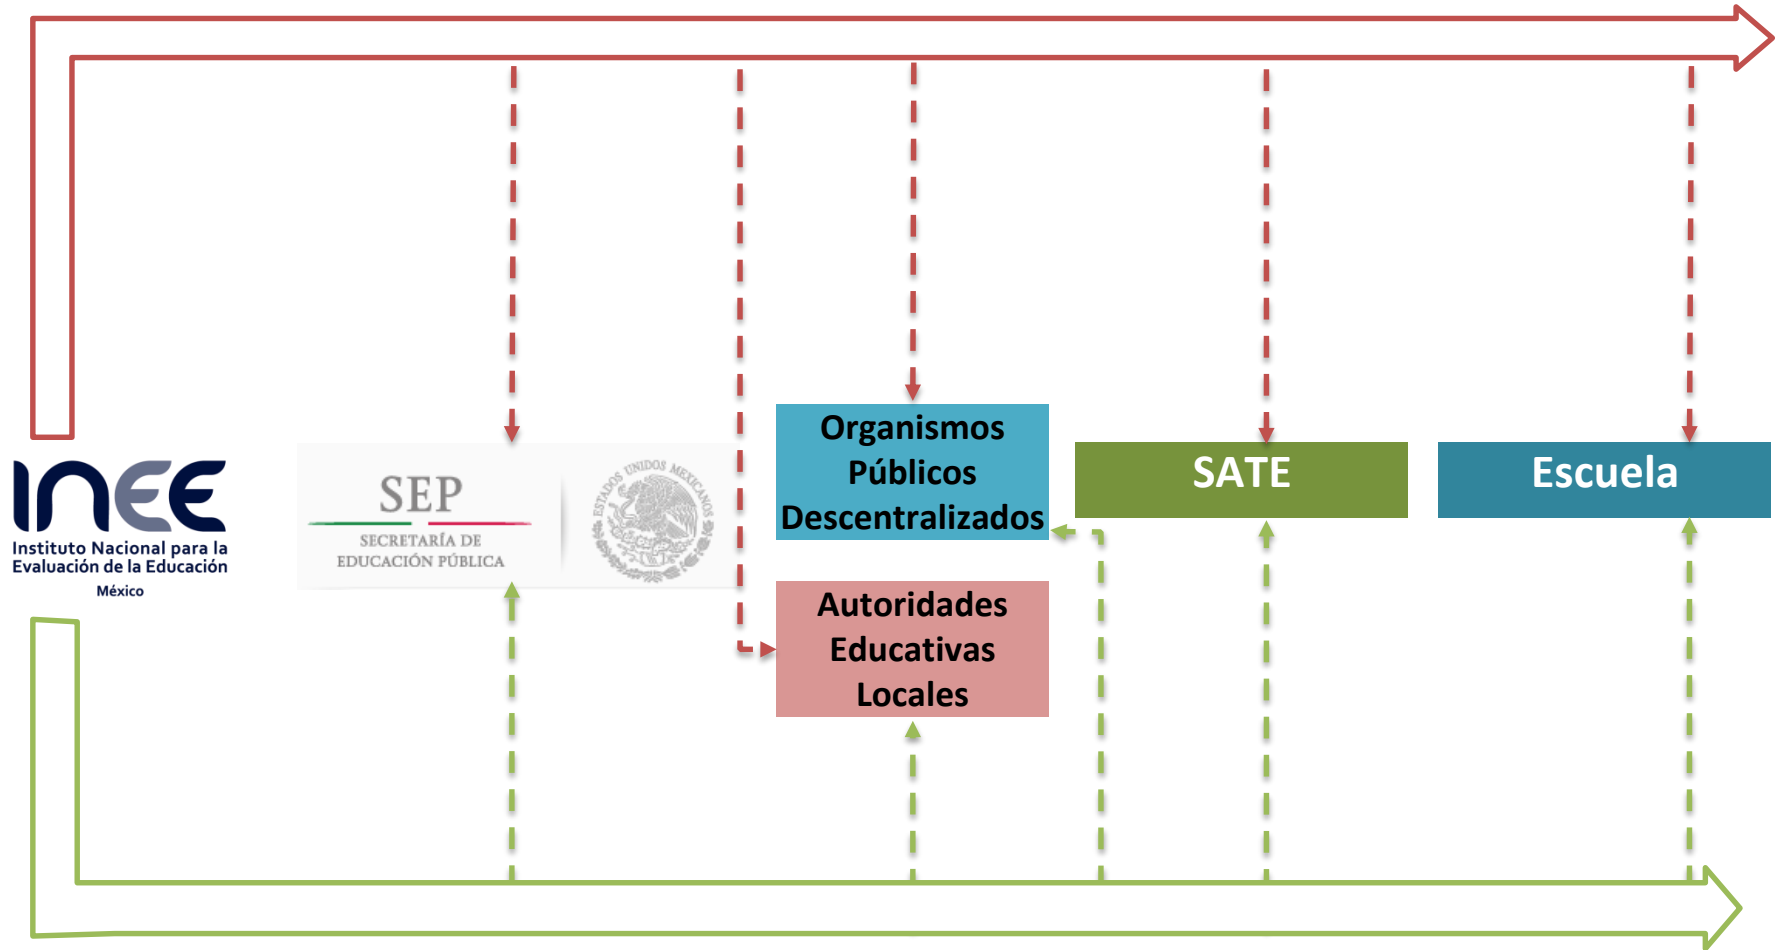 INEE
Instituto Nacional para la
Evaluación de la Educación
México
SEP
SECRETARÍA DE
EDUCACIÓN PÚBLICA
ESTADOS UNIDOS MEXICANOS
Organismos
Públicos
Descentralizados
Autoridades
Educativas
Locales
SATE
Escuela